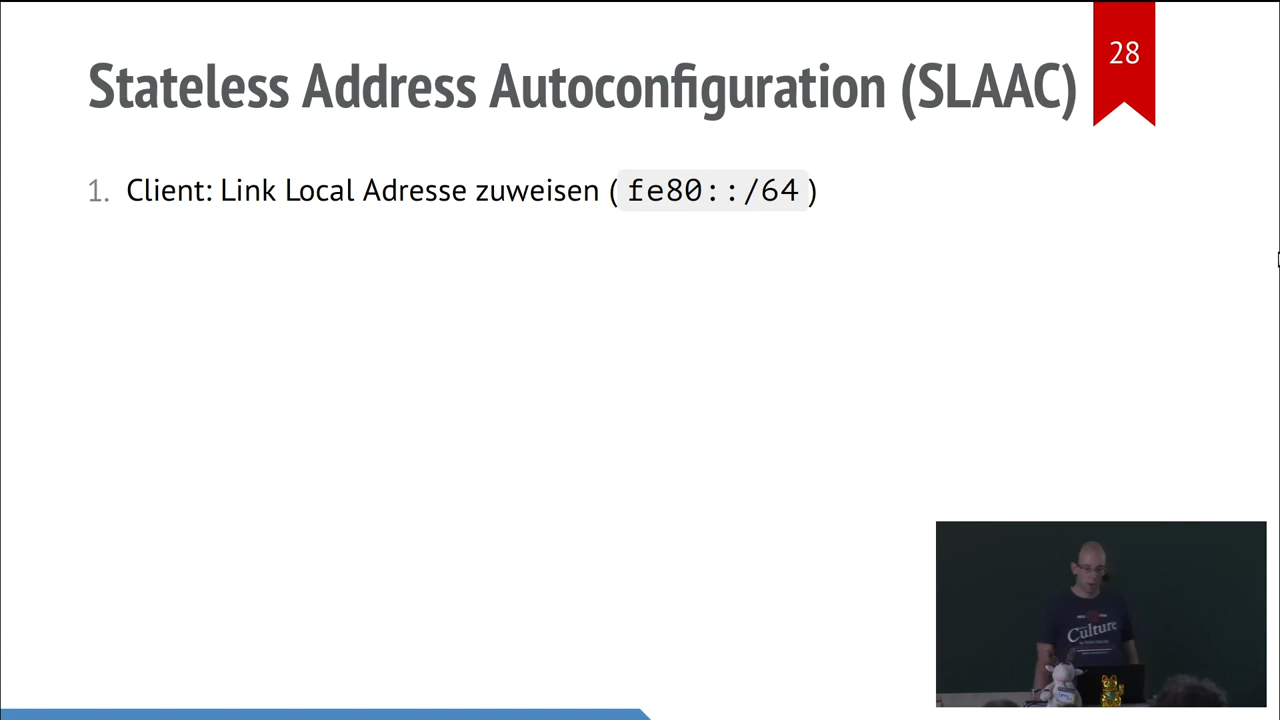 28
Stateless Address Autoconfiguration (SLAAC)
1. Client: Link Local Adresse zuweisen (fe80::/64)
Culture